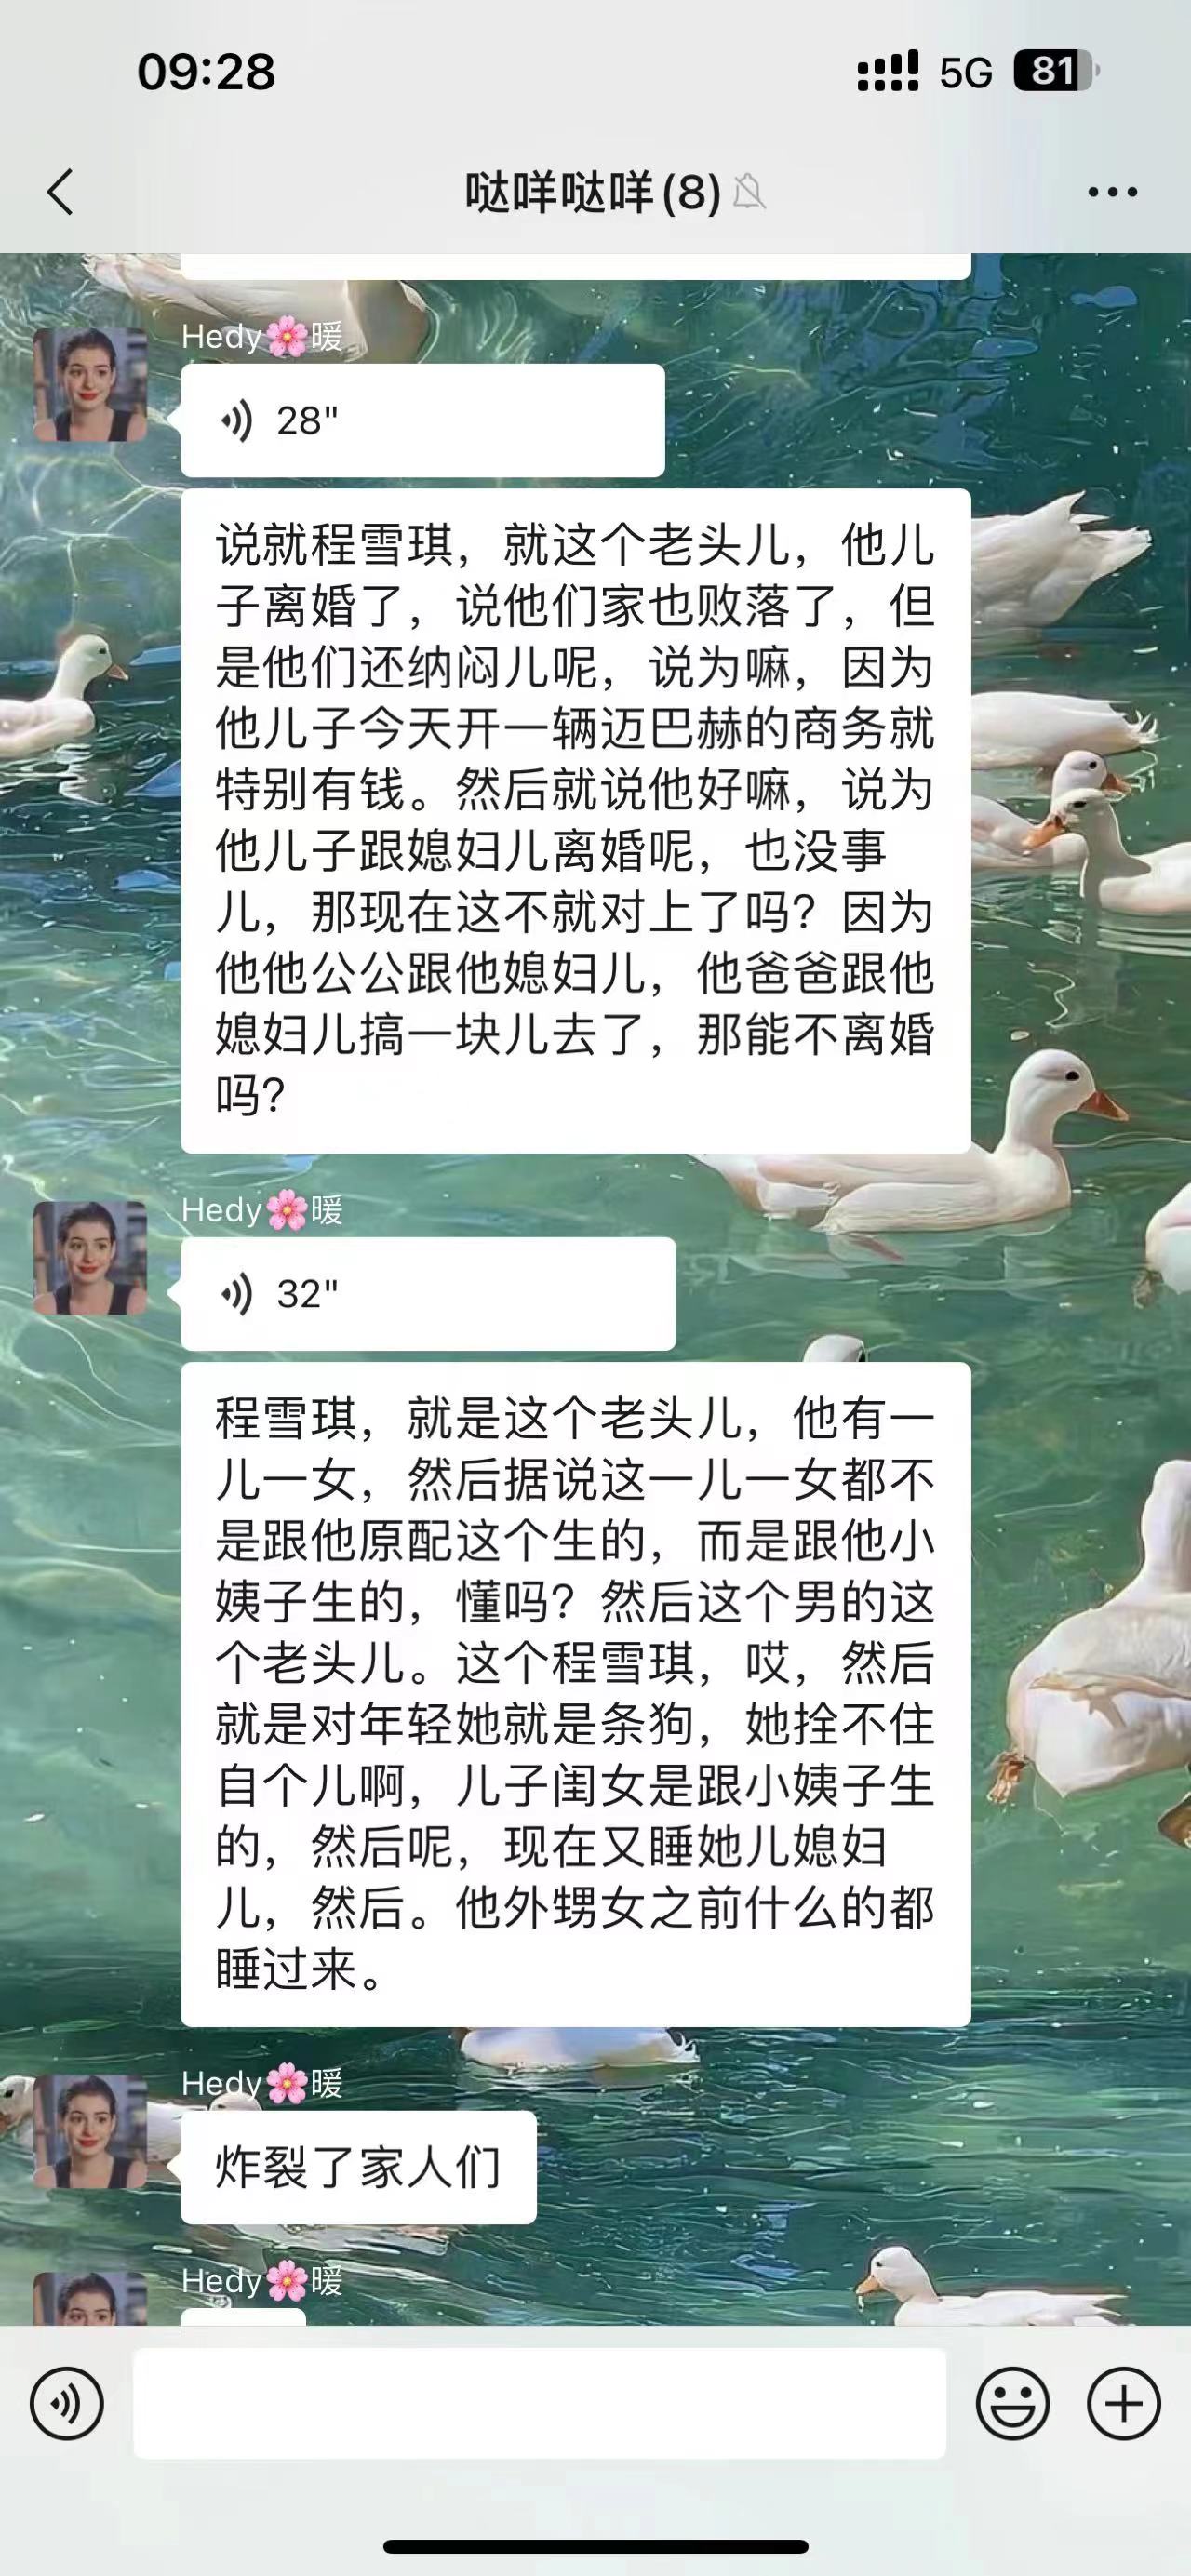 09:28
5G 81
哒咩哒咩(8)
Hedy🌸暖
28"
说就程雪琪，就这个老头儿，他儿
子离婚了，说他们家也败落了，但
是他们还纳闷儿呢，说为嘛，因为
他儿子今天开一辆迈巴赫的商务就
特别有钱。然后就说他好嘛，说为
他儿子跟媳妇儿离婚呢，也没事
儿，那现在这不就对上了吗？因为
他他公公跟他媳妇儿，他爸爸跟他
媳妇儿搞一块儿去了，那能不离婚
吗？
Hedy🌸暖
32"
程雪琪，就是这个老头儿，他有一
儿一女，然后据说这一儿一女都不
是跟他原配这个生的，而是跟他小
姨子生的，懂吗？然后这个男的这
个老头儿。这个程雪琪，哎，然后
就是对年轻她就是条狗，她拴不住
自个儿啊，儿子闺女是跟小姨子生
的，然后呢，现在又睡她儿媳妇
儿，然后。他外甥女之前什么的都
睡过来。
Hedy🌸暖
炸裂了家人们
Hedy🌸暖